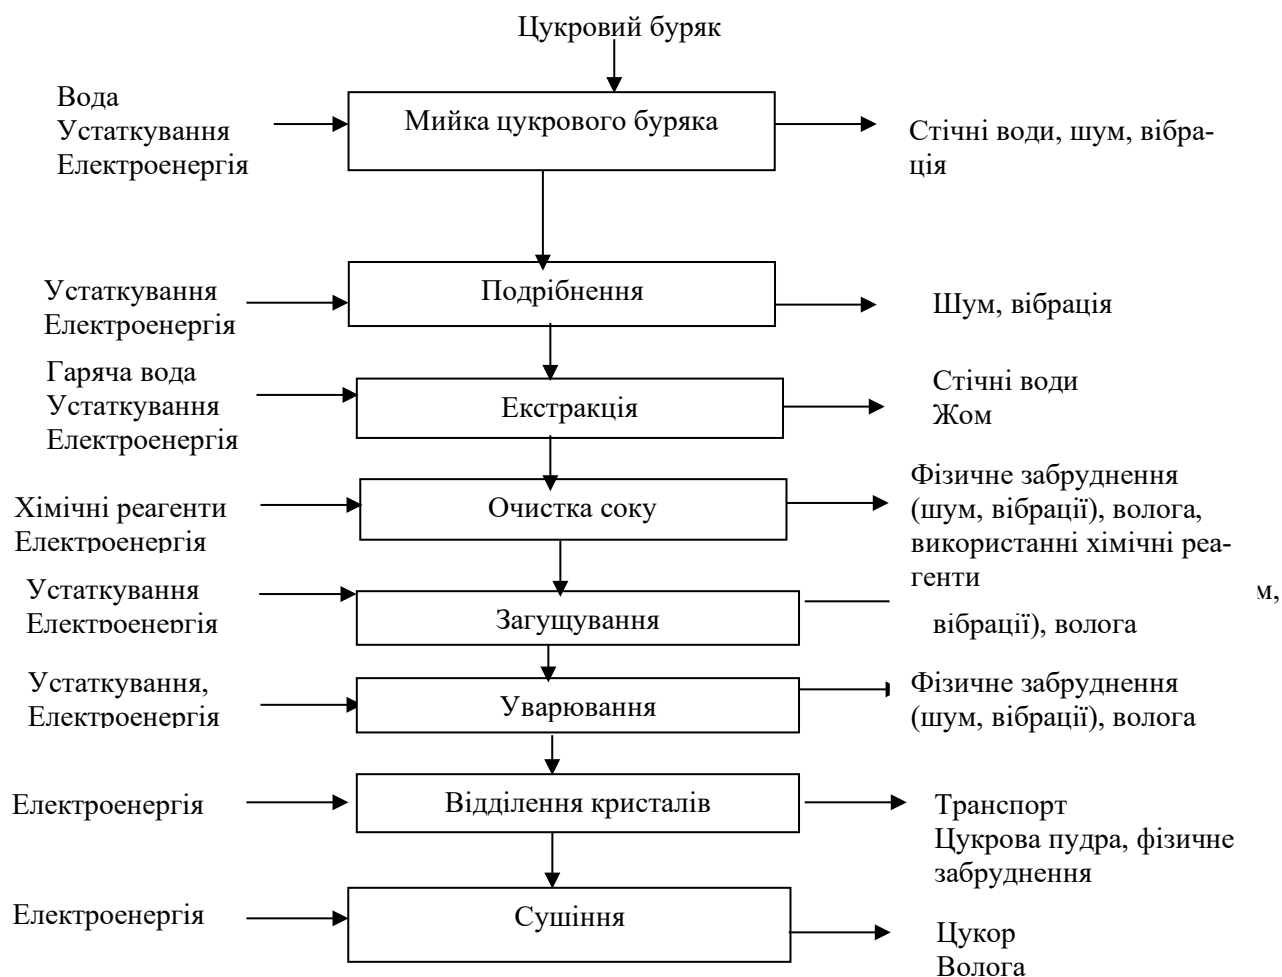 Цукровий буряк
Вода
Устаткування
Електроенергія
Мийка цукрового буряка
Стічні води, шум, вібра-
ція
Устаткування
Електроенергія
Подрібнення
Шум, вібрація
Гаряча вода
Устаткування
Електроенергія
Екстракція
Стічні води
Жом
Хімічні реагенти
Електроенергія
Очистка соку
Фізичне забруднення
(шум, вібрації), волога,
використанні хімічні реа-
генти
Устаткування
Електроенергія
Загущування
м,
вібрації), волога
Устаткування,
Електроенергія
Уварювання
Фізичне забруднення
(шум, вібрації), волога
Електроенергія
Відділення кристалів
Транспорт
Цукрова пудра, фізичне
забруднення
Електроенергія
Сушіння
Цукор
Волога